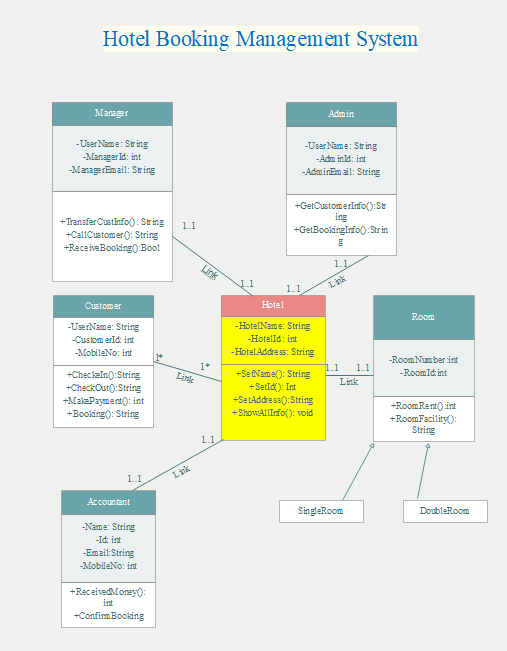 Hotel Booking Management System
Manager
-UserName: String
-ManagerId: int
-ManagerEmail: String
+TransferCustInfo(): String
+CallCustomer(): String
+ReceiveBooking():Bool
Admin
-UserName: String
-AdminId: int
-AdminEmail: String
+GetCustomerInfo():Str
ing
+GetBookingInfo():Strin
g
1..1
Link
1..1
1..1
Link
1..1
Customer
-UserName: String
-CustomerId: int
-MobileNo: int
+CheckeIn():String
+CheckOut():String
+MakePayment(): int
+Booking(): String
1*
Link
1*
Hotel
-HotelName: String
-HotelId: int
-HotelAddress: String
+SetName(): String
+SetId(): Int
+SetAddress():String
+ShowAllInfo(): void
1..1
1..1
Link
Room
-RoomNumber:int
-RoomId:int
+RoomRent():int
+RoomFacility():
String
1..1
Link
1..1
Accountant
-Name: String
-Id: int
-Email:String
-MobileNo: int
+ReceivedMoney():
int
+ConfirmBooking
SingleRoom
DoubleRoom